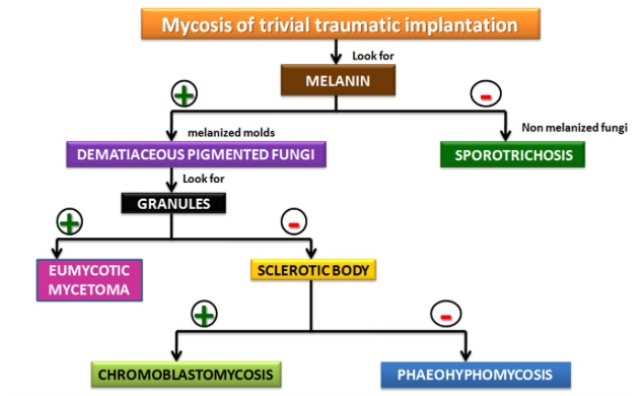 Mycosis of trivial traumatic implantation
Look for
MELANIN
+
-
melanized molds
Non melanized fungi
DEMATIACEOUS PIGMENTED FUNGI
SPOROTRICHOSIS
Look for
GRANULES
+
-
EUMYCOTIC
MYCETOMA
SCLEROTIC BODY
+
-
CHROMOBLASTOMYCOSIS
PHAEOHYPHOMYCOSIS